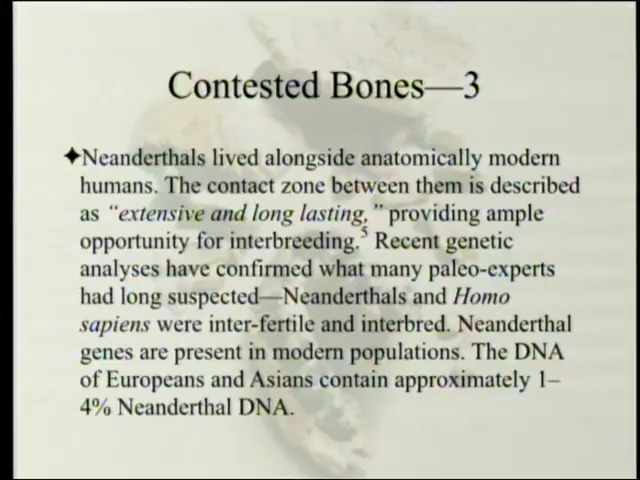 Contested Bones—3
✦Neanderthals lived alongside anatomically modern
humans. The contact zone between them is described
as “extensive and long lasting,” providing ample
opportunity for interbreeding.5 Recent genetic
analyses have confirmed what many paleo-experts
had long suspected—Neanderthals and Homo
sapiens were inter-fertile and interbred. Neanderthal
genes are present in modern populations. The DNA
of Europeans and Asians contain approximately 1–
4% Neanderthal DNA.